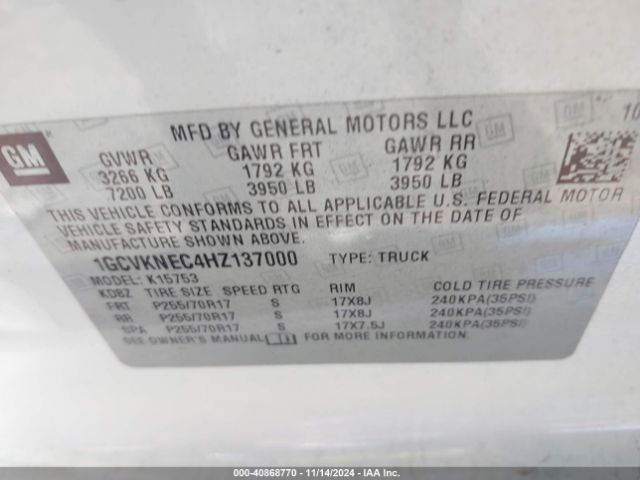 MFD BY GENERAL MOTORS LLC
10
GM
GVWR GAWR FRT GAWR RR
3266 KG 1792 KG 1792 KG
7200 LB 3950 LB 3950 LB
THIS VEHICLE CONFORMS TO ALL APPLICABLE U.S. FEDERAL MOTOR
VEHICLE SAFETY STANDARDS IN EFFECT ON THE DATE OF
MANUFACTURE SHOWN ABOVE.
1GCVKNEC4HZ137000 TYPE: TRUCK
MODEL: K15753
KDBZ TIRE SIZE SPEED RTG RIM COLD TIRE PRESSURE
FRT P255/70R17 S 17X8J 240KPA(35PSI)
RR P255/70R17 S 17X8J 240KPA(35PSI)
SPA P255/70R17 S 17X7.5J 240KPA(35PSI)
SEE OWNER'S MANUAL FOR MORE INFORMATION.
000-40868770 - 11/14/2024 - IAA Inc.